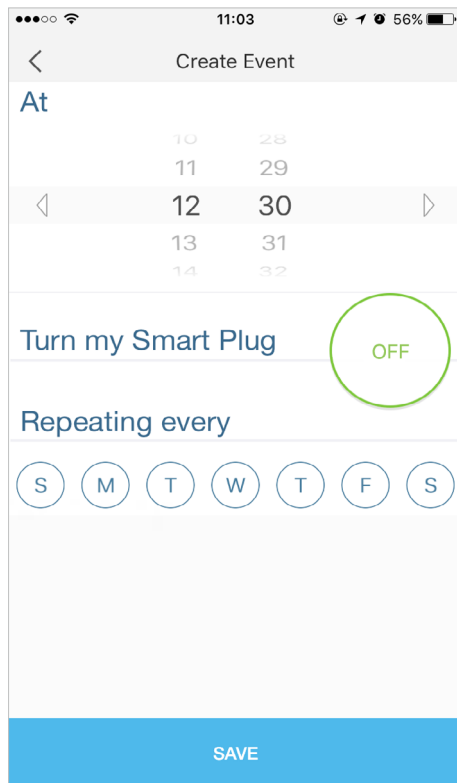 11:03 56%
Create Event
At
10 28
11 29
12 30
13 31
14 32
Turn my Smart Plug
OFF
Repeating every
S M T W T F S
SAVE